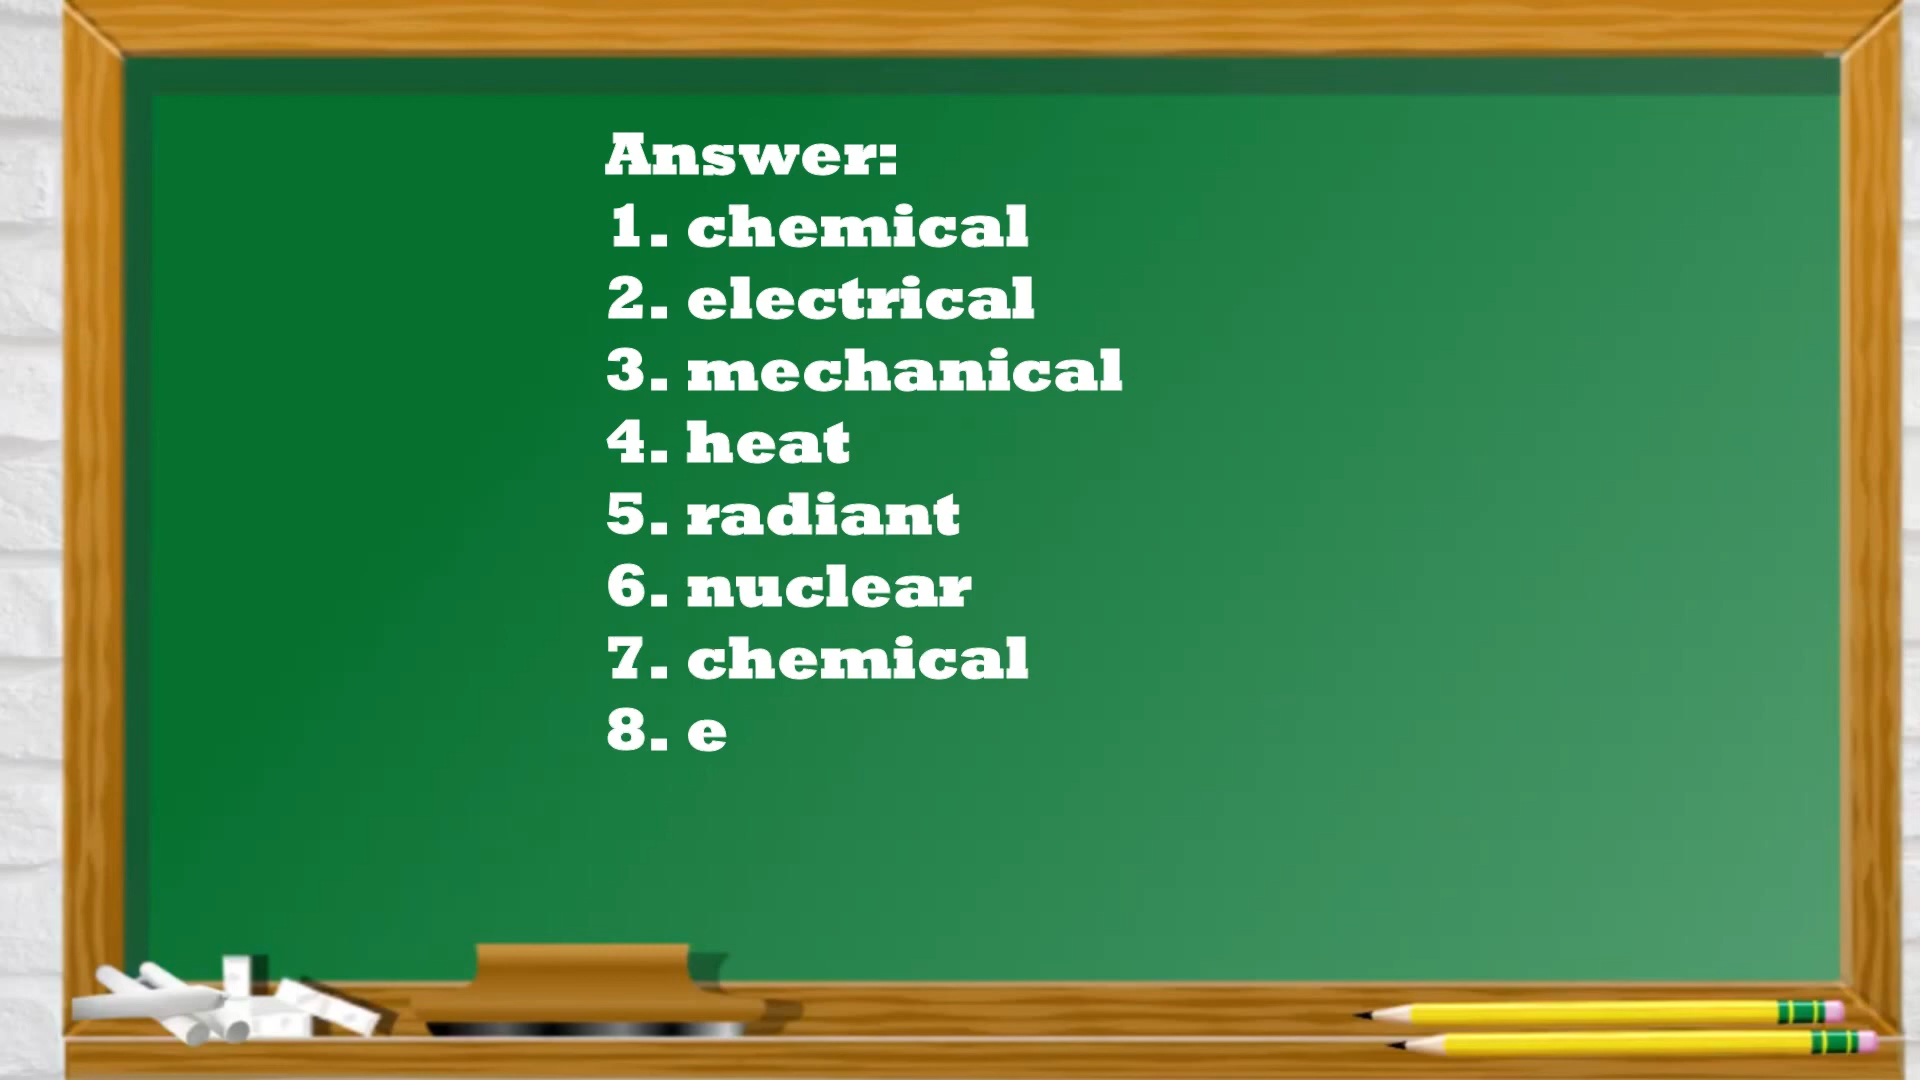 Answer:
1. chemical
2. electrical
3. mechanical
4. heat
5. radiant
6. nuclear
7. chemical
8. e